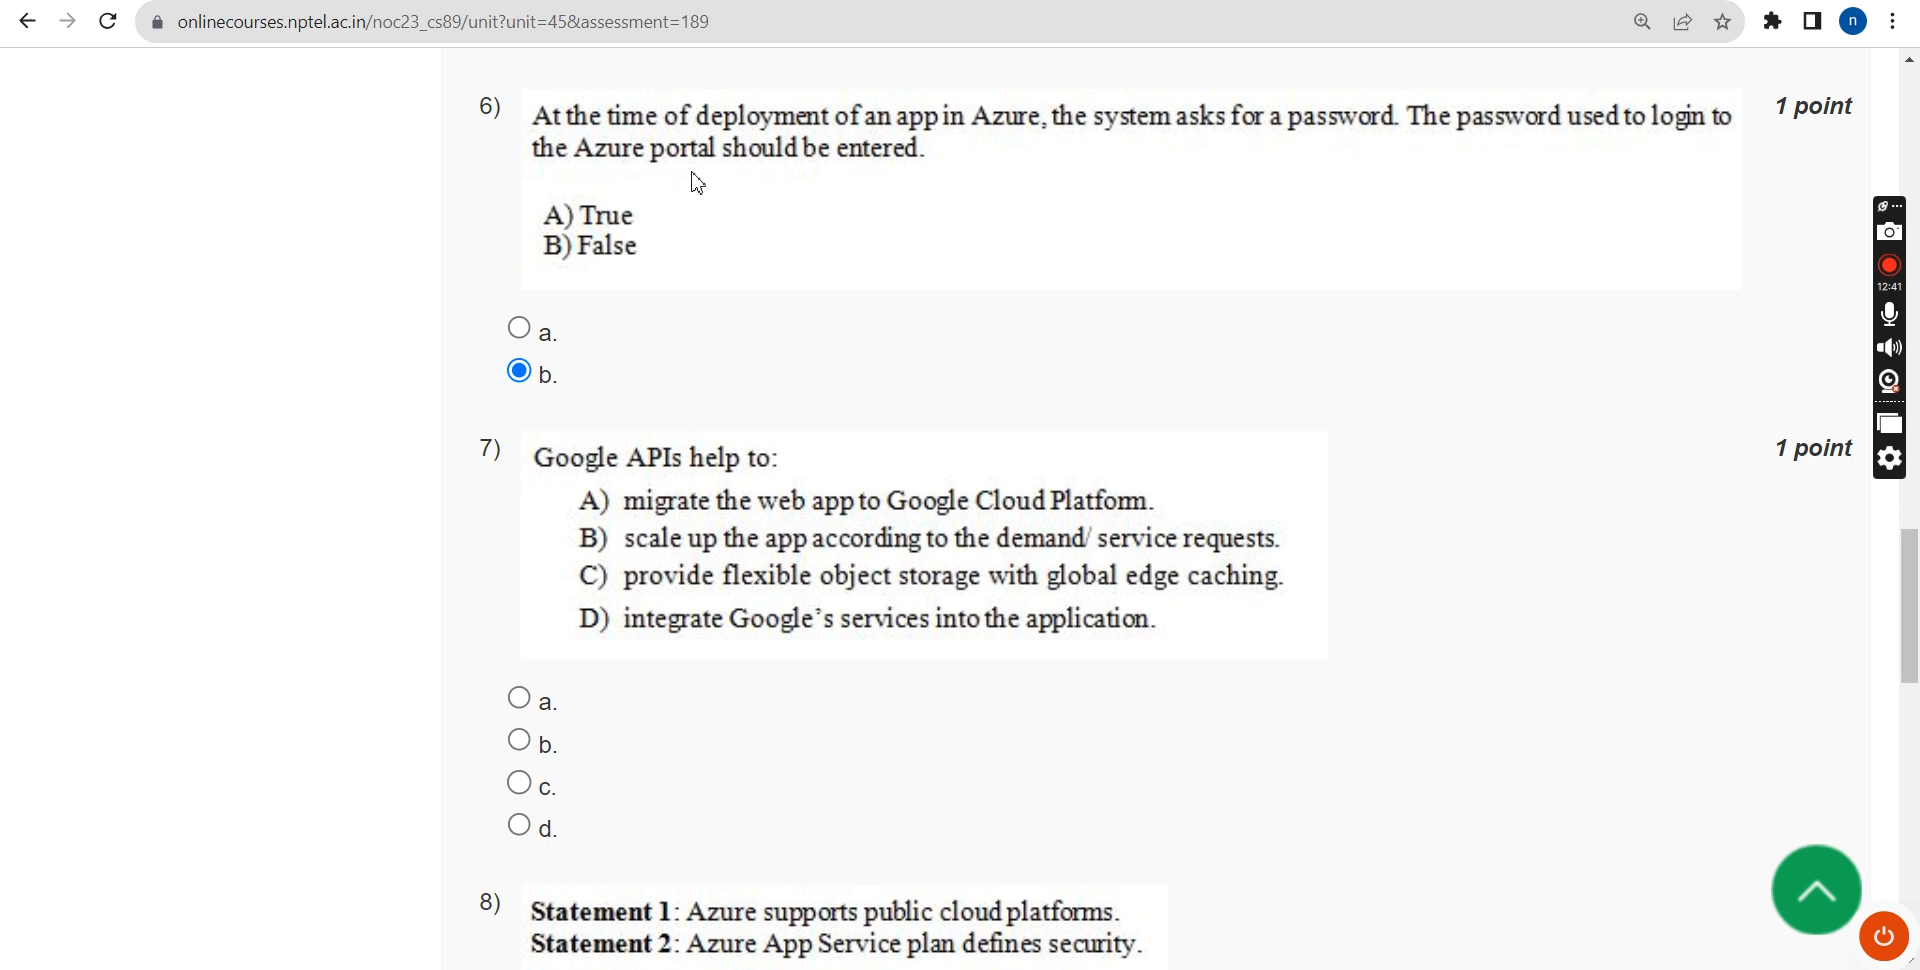 onlinecourses.nptel.ac.in/noc23_cs89/unit?unit=45&assessment=189
n
6)
At the time of deployment of an app in Azure, the system asks for a password. The password used to login to
the Azure portal should be entered.
1 point
A) True
B) False
a.
b.
12:41
7)
Google APIs help to:
1 point
A) migrate the web app to Google Cloud Platform.
B) scale up the app according to the demand/ service requests.
C) provide flexible object storage with global edge caching.
D) integrate Google's services into the application.
a.
b.
c.
d.
8)
Statement 1: Azure supports public cloud platforms.
Statement 2: Azure App Service plan defines security.